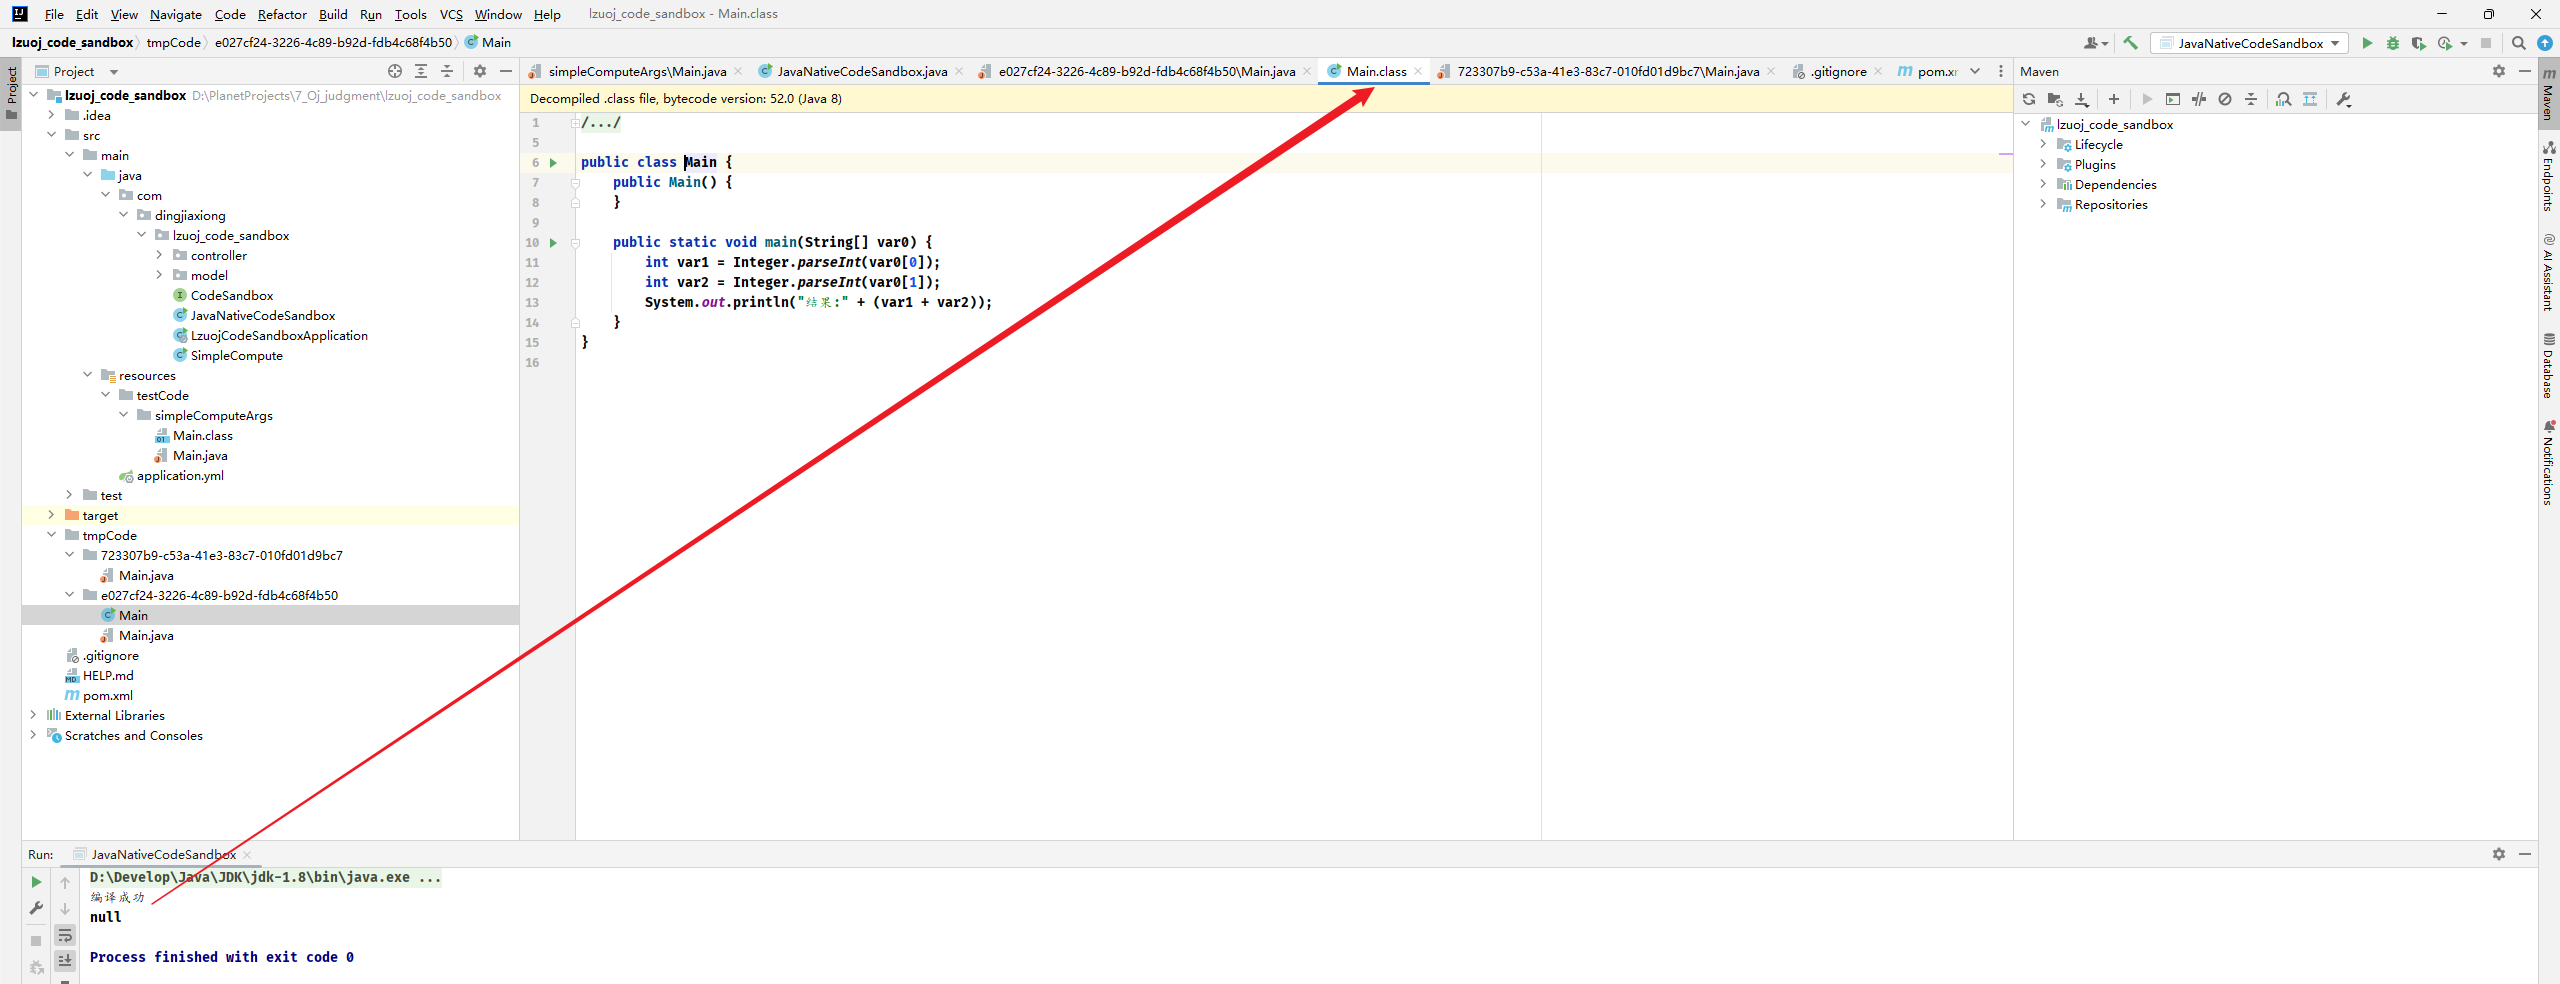 File Edit View Navigate Code Refactor Build Run Tools VCS Window Help lzuoj_code_sandbox - Main.class
lzuoj_code_sandbox tmpCode e027cf24-3226-4c89-b92d-fdb4c68f4b50 Main
JavaNativeCodeSandbox
Project
simpleComputeArgs\Main.java JavaNativeCodeSandbox.java e027cf24-3226-4c89-b92d-fdb4c68f4b50\Main.java Main.class 723307b9-c53a-41e3-83c7-010fd01d9bc7\Main.java .gitignore pom.x
Maven
Project
lzuoj_code_sandbox D:\PlanetProjects\7_Oj_judgment\lzuoj_code_sandbox
.idea
src
main
java
com
dingjiaxiong
lzuoj_code_sandbox
controller
model
CodeSandbox
JavaNativeCodeSandbox
LzuojCodeSandboxApplication
SimpleCompute
resources
testCode
simpleComputeArgs
Main.class
Main.java
application.yml
test
target
tmpCode
723307b9-c53a-41e3-83c7-010fd01d9bc7
Main.java
e027cf24-3226-4c89-b92d-fdb4c68f4b50
Main
Main.java
.gitignore
HELP.md
pom.xml
External Libraries
Scratches and Consoles
Decompiled .class file, bytecode version: 52.0 (Java 8)
1 /.../
5
6 public class Main {
7 public Main() {
8 }
9
10 public static void main(String[] var0) {
11 int var1 = Integer.parseInt(var0[0]);
12 int var2 = Integer.parseInt(var0[1]);
13 System.out.println("结果:" + (var1 + var2));
14 }
15 }
16
lzuoj_code_sandbox
Lifecycle
Plugins
Dependencies
Repositories
Maven
Endpoints
AI Assistant
Database
Notifications
Run: JavaNativeCodeSandbox
D:\Develop\Java\JDK\jdk-1.8\bin\java.exe ...
编译成功
null
Process finished with exit code 0